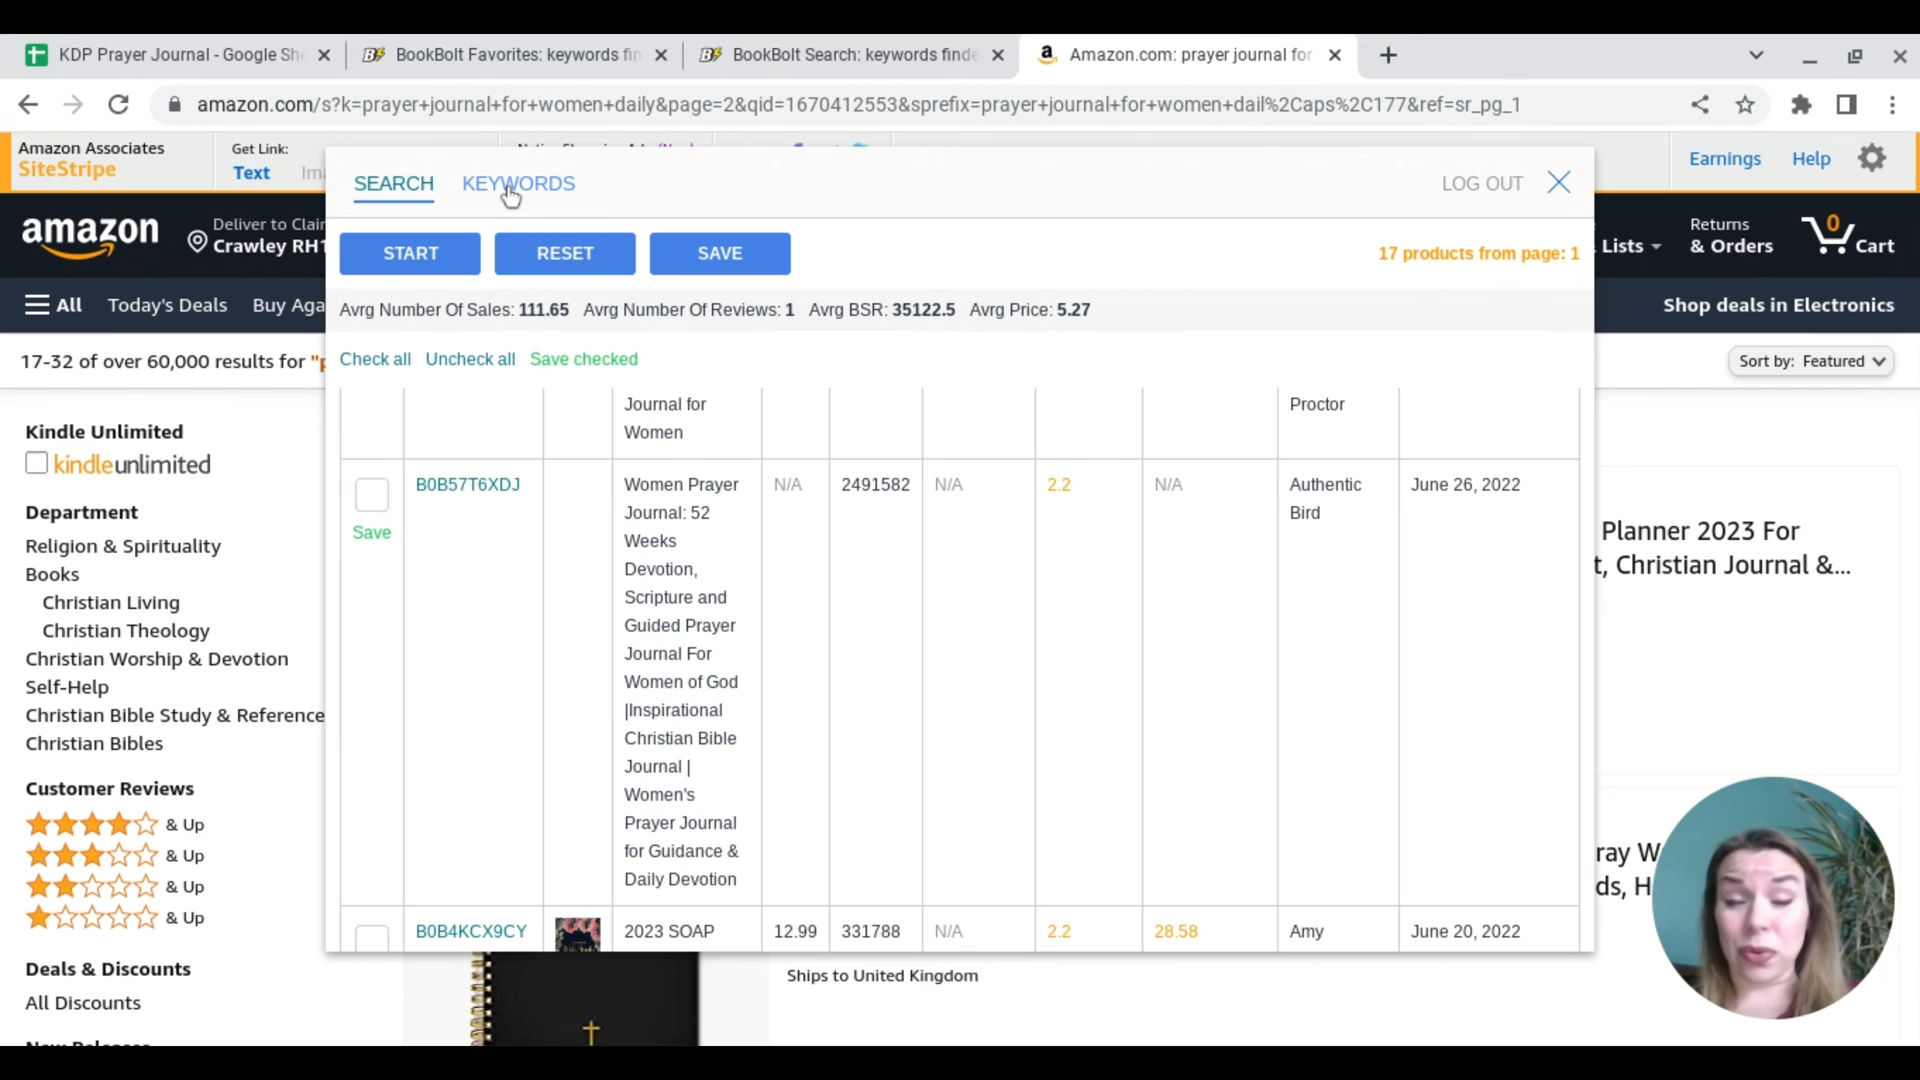 KDP Prayer Journal - Google She
BookBolt Favorites: keywords fin
BookBolt Search: keywords finde
Amazon.com: prayer journal for
amazon.com/s?k=prayer+journal+for+women+daily&page=2&qid=1670412553&sprefix=prayer+journal+for+women+dail%2Caps%2C177&ref=sr_pg_1
Amazon Associates
SiteStripe
Get Link:
Text
Earnings
Help
SEARCH
KEYWORDS
LOG OUT
amazon
Deliver to Clair
Crawley RH1
START
RESET
SAVE
17 products from page: 1
Returns
& Orders
Lists
0
Cart
All
Today's Deals
Buy Aga
Avrg Number Of Sales: 111.65 Avrg Number Of Reviews: 1 Avrg BSR: 35122.5 Avrg Price: 5.27
Shop deals in Electronics
17-32 of over 60,000 results for "p
Check all
Uncheck all
Save checked
Sort by: Featured
Journal for
Women
Proctor
B0B57T6XDJ
Save
Women Prayer
Journal: 52
Weeks
Devotion,
Scripture and
Guided Prayer
Journal For
Women of God
|Inspirational
Christian Bible
Journal |
Women's
Prayer Journal
for Guidance &
Daily Devotion
N/A
2491582
N/A
2.2
N/A
Authentic
Bird
June 26, 2022
B0B4KCX9CY
2023 SOAP
12.99
331788
N/A
2.2
28.58
Amy
June 20, 2022
Kindle Unlimited
kindleunlimited
Department
Religion & Spirituality
Books
Christian Living
Christian Theology
Christian Worship & Devotion
Self-Help
Christian Bible Study & Reference
Christian Bibles
Customer Reviews
& Up
& Up
& Up
& Up
Deals & Discounts
All Discounts
Planner 2023 For
t, Christian Journal &...
ray W
ds, H
Ships to United Kingdom